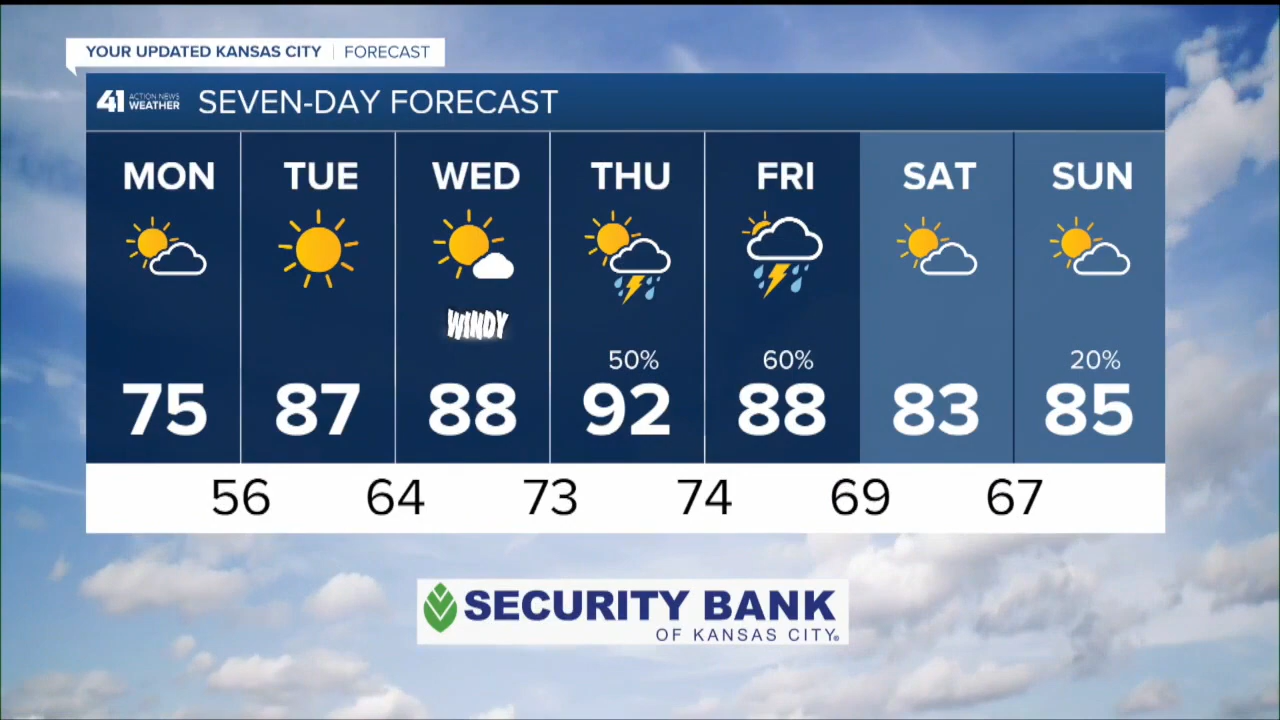 YOUR UPDATED KANSAS CITY | FORECAST
41 ACTION NEWS WEATHER SEVEN-DAY FORECAST
MON TUE WED THU FRI SAT SUN
WINDY
50% 60% 20%
75 87 88 92 88 83 85
56 64 73 74 69 67
SECURITY BANK
OF KANSAS CITY®